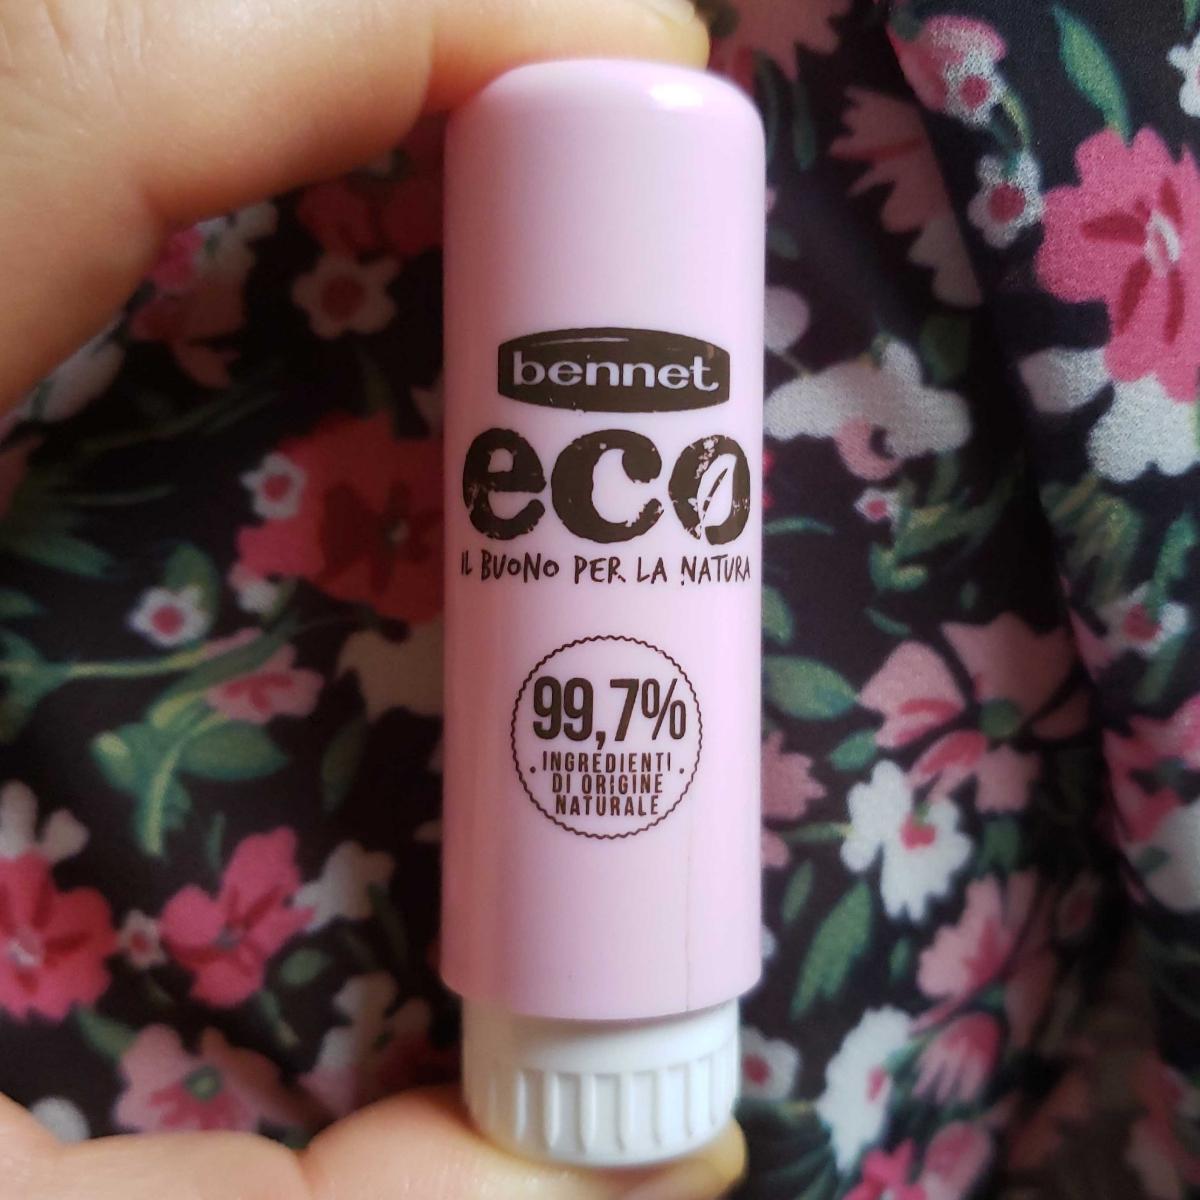 bennet
eco
IL BUONO PER LA NATURA
99,7%
INGREDIENTI
DI ORIGINE
NATURALE